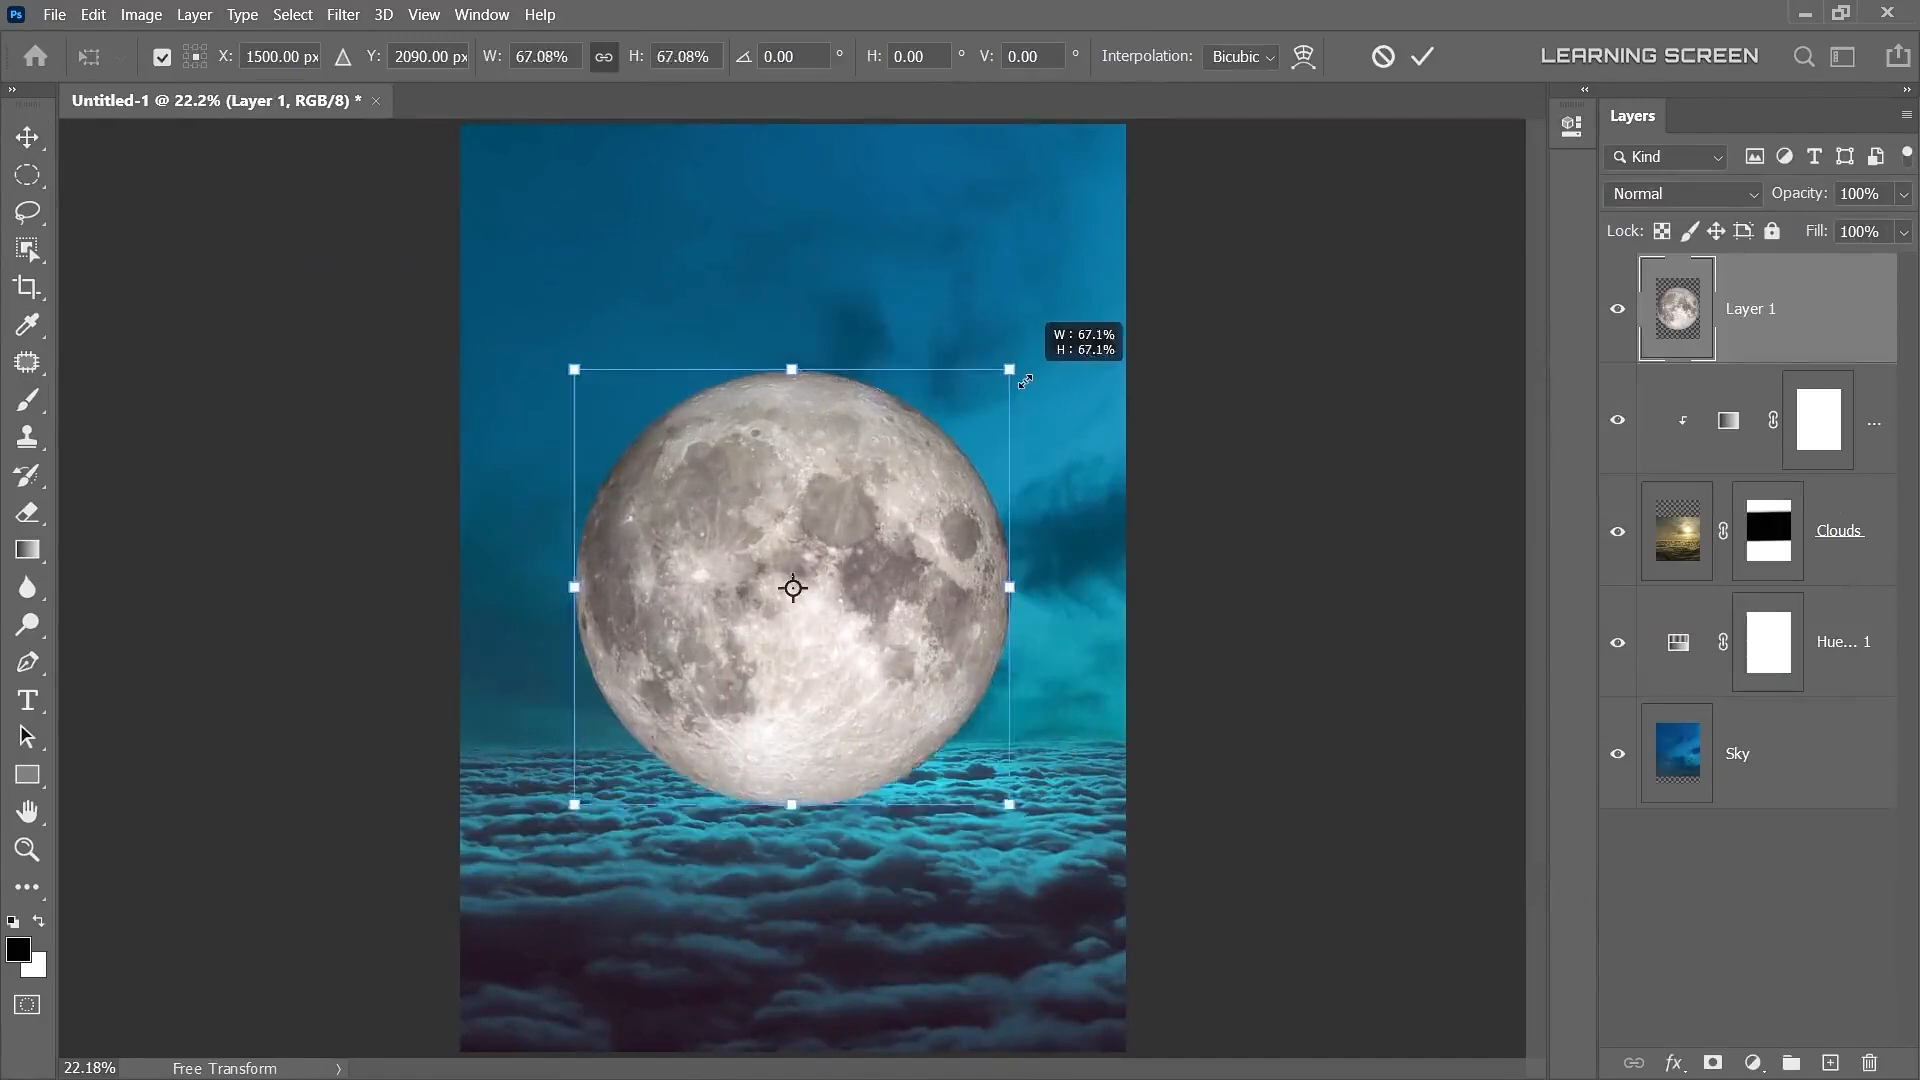 Ps File Edit Image Layer Type Select Filter 3D View Window Help
X: 1500.00 px Y: 2090.00 px W: 67.08% H: 67.08% 0.00 ° H: 0.00 ° V: 0.00 ° Interpolation: Bicubic LEARNING SCREEN
Untitled-1 @ 22.2% (Layer 1, RGB/8) *
Layers
Kind
Normal Opacity: 100%
Lock: Fill: 100%
Layer 1
W : 67.1%
H : 67.1%
...
Clouds
Hue... 1
Sky
22.18% Free Transform
fx